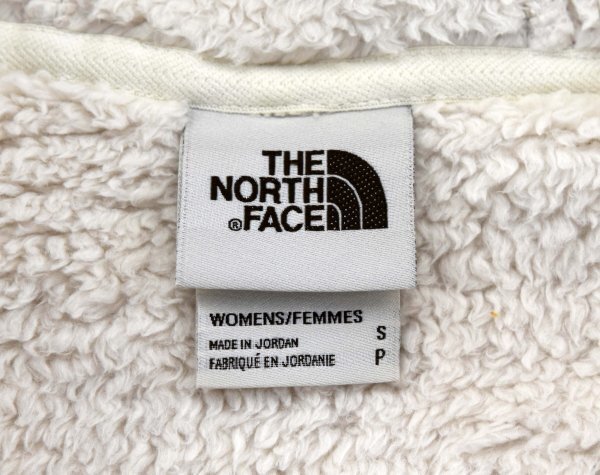 THE
NORTH
®FACE
WOMENS/FEMMES
S
MADE IN JORDAN
FABRIQUÉ EN JORDANIE
P